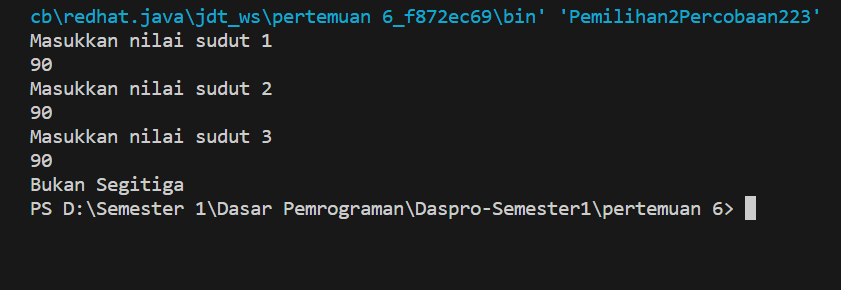 cb\redhat.java\jdt_ws\pertemuan 6_f872ec69\bin' 'Pemilihan2Percobaan223'
Masukkan nilai sudut 1
90
Masukkan nilai sudut 2
90
Masukkan nilai sudut 3
90
Bukan Segitiga
PS D:\Semester 1\Dasar Pemrograman\Daspro-Semester1\pertemuan 6>